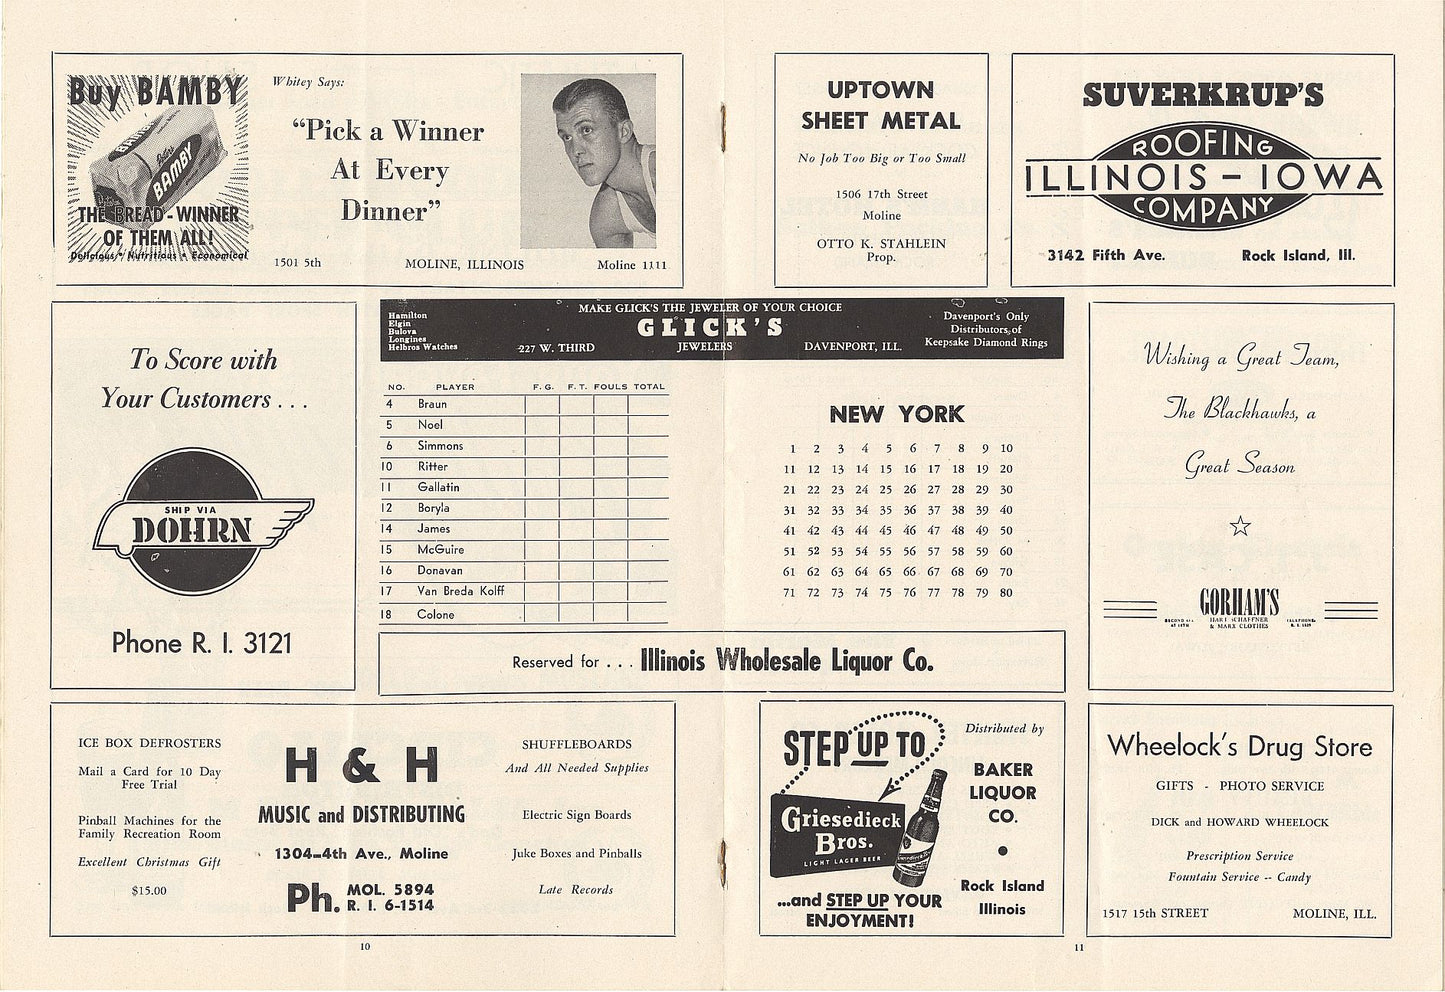 Buy BAMBY
BAMBY
THE BREAD-WINNER
OF THEM ALL!
Delicious * Nutritious * Economical
Whitey Says:
"Pick a Winner
At Every
Dinner"
1501 5th MOLINE, ILLINOIS Moline 1111
UPTOWN
SHEET METAL
No Job Too Big or Too Small
1506 17th Street
Moline
OTTO K. STAHLEIN
Prop.
SUVERKRUP'S
ROOFING
ILLINOIS - IOWA
COMPANY
3142 Fifth Ave. Rock Island, Ill.
To Score with
Your Customers . . .
SHIP VIA
DOHRN
Phone R. I. 3121
MAKE GLICK'S THE JEWELER OF YOUR CHOICE
Hamilton
Elgin
Bulova
Longines
Helbros Watches
GLICK'S
227 W. THIRD JEWELERS DAVENPORT, ILL.
Davenport's Only
Distributors of
Keepsake Diamond Rings
NO. PLAYER F. G. F. T. FOULS TOTAL
4 Braun
5 Noel
6 Simmons
10 Ritter
11 Gallatin
12 Boryla
14 James
15 McGuire
16 Donavan
17 Van Breda Kolff
18 Colone
NEW YORK
1 2 3 4 5 6 7 8 9 10
11 12 13 14 15 16 17 18 19 20
21 22 23 24 25 26 27 28 29 30
31 32 33 34 35 36 37 38 39 40
41 42 43 44 45 46 47 48 49 50
51 52 53 54 55 56 57 58 59 60
61 62 63 64 65 66 67 68 69 70
71 72 73 74 75 76 77 78 79 80
Reserved for . . . Illinois Wholesale Liquor Co.
Wishing a Great Team,
The Blackhawks, a
Great Season
GORHAM'S
SECOND AVE.
AT 18TH
HART SCHAFFNER
& MARX CLOTHES
TELEPHONE
ICE BOX DEFROSTERS
Mail a Card for 10 Day
Free Trial
Pinball Machines for the
Family Recreation Room
Excellent Christmas Gift
$15.00
H & H
MUSIC and DISTRIBUTING
1304-4th Ave., Moline
Ph. MOL. 5894
R. I. 6-1514
SHUFFLEBOARDS
And All Needed Supplies
Electric Sign Boards
Juke Boxes and Pinballs
Late Records
STEP UP TO
Griesedieck
Bros.
LIGHT LAGER BEER
...and STEP UP YOUR
ENJOYMENT!
Distributed by
BAKER
LIQUOR
CO.
Rock Island
Illinois
Wheelock's Drug Store
GIFTS - PHOTO SERVICE
DICK and HOWARD WHEELOCK
Prescription Service
Fountain Service -- Candy
1517 15th STREET MOLINE, ILL.
10
11